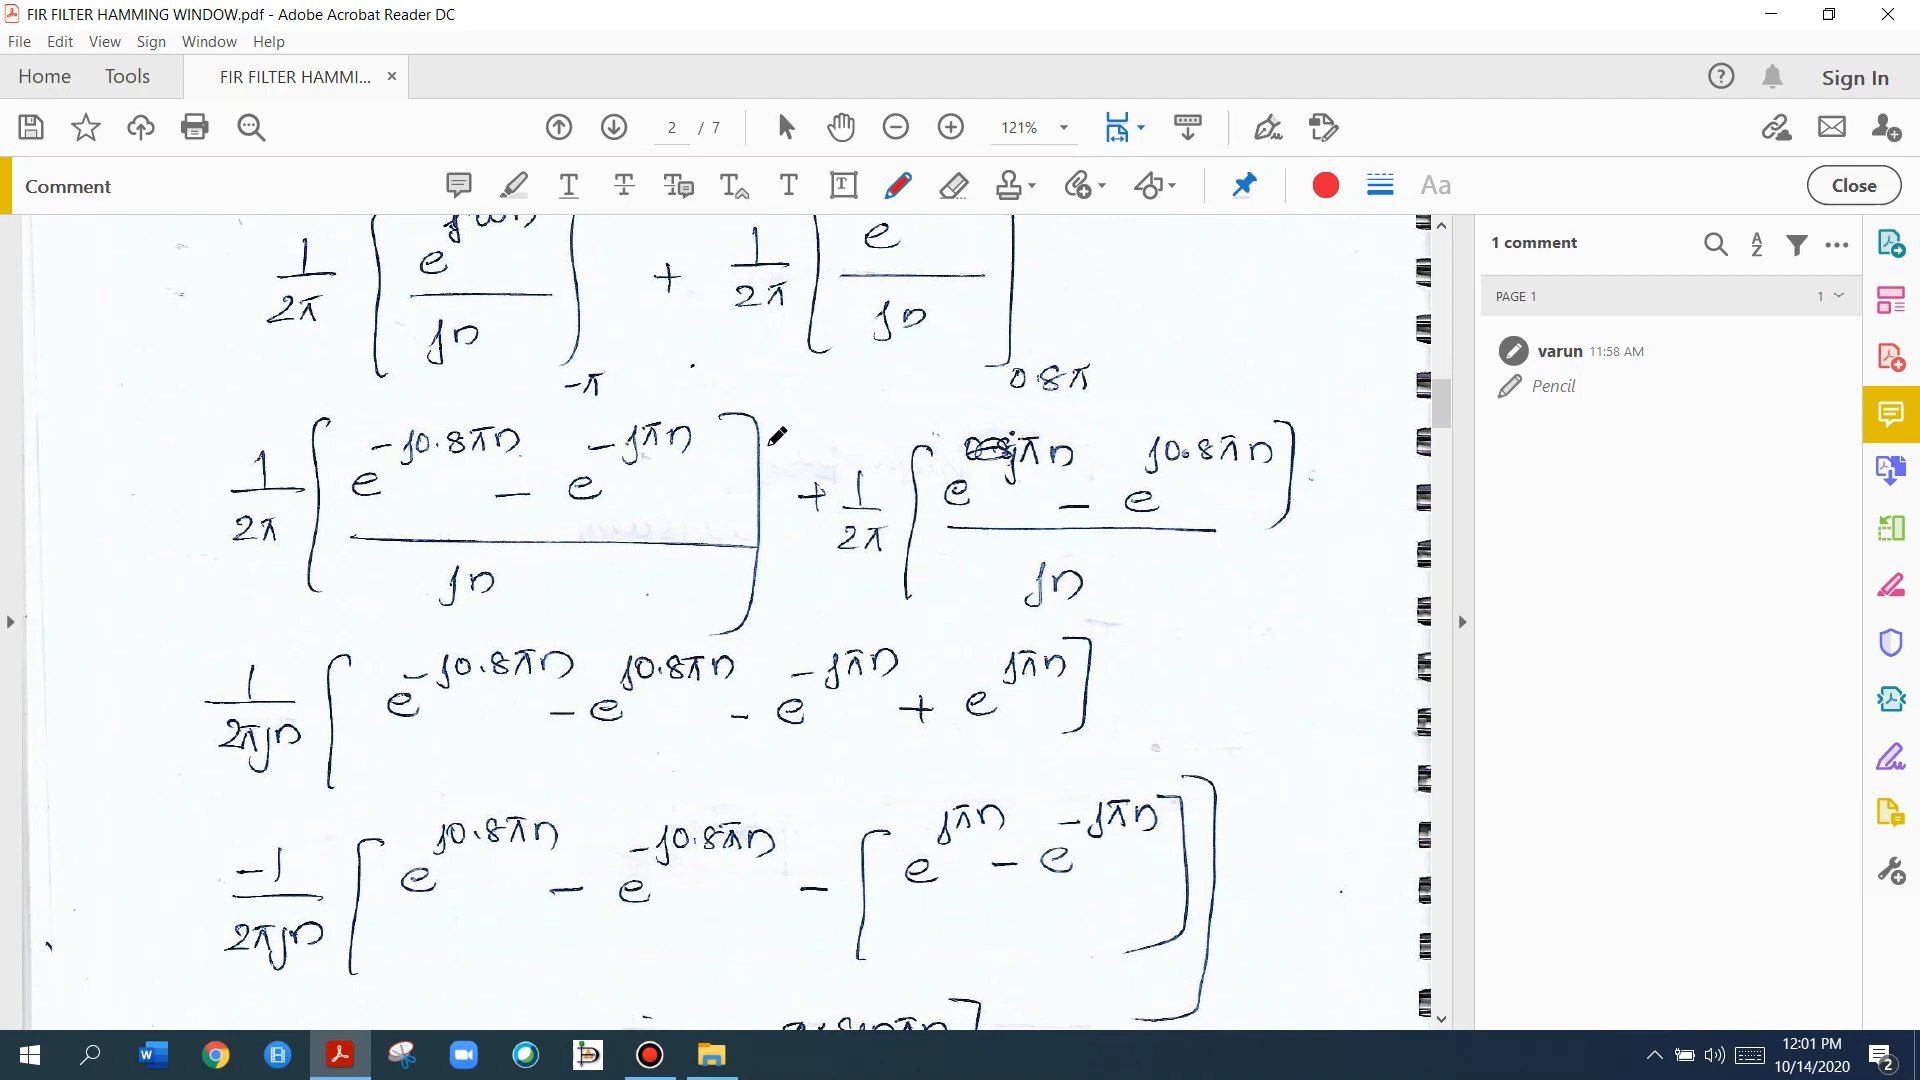 FIR FILTER HAMMING WINDOW.pdf - Adobe Acrobat Reader DC
File Edit View Sign Window Help
Home Tools FIR FILTER HAMMI... × Sign In
2 / 7 121%
Comment Close
1 comment
PAGE 1 1
varun 11:58 AM
Pencil
1/2π [e^jωn / jn]_-π + 1/2π [e / jn]_0.8π
1/2π [e^-j0.8πn - e^-jπn / jn] + 1/2π [e^jπn - e^j0.8πn / jn]
1/2πjn [e^-j0.8πn - e^j0.8πn - e^-jπn + e^jπn]
-1/2πjn [e^j0.8πn - e^-j0.8πn - [e^jπn - e^-jπn]]
12:01 PM
10/14/2020
2